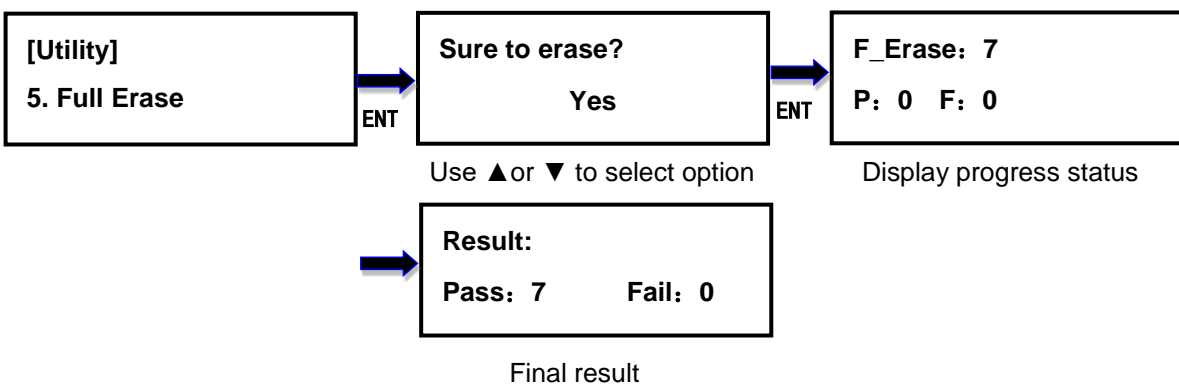 [Utility]
5. Full Erase
ENT
Sure to erase?
Yes
ENT
F_Erase：7
P：0 F：0
Use ▲or ▼ to select option
Display progress status
Result:
Pass：7 Fail：0
Final result